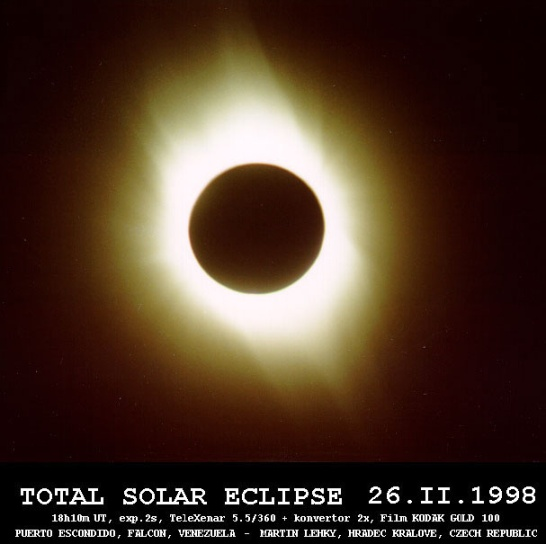 TOTAL SOLAR ECLIPSE 26.II.1998
18h10m UT, exp.2s, TeleXenar 5.5/360 + konvertor 2x, Film KODAK GOLD 100
PUERTO ESCONDIDO, FALCON, VENEZUELA - MARTIN LEHKY, HRADEC KRALOVE, CZECH REPUBLIC